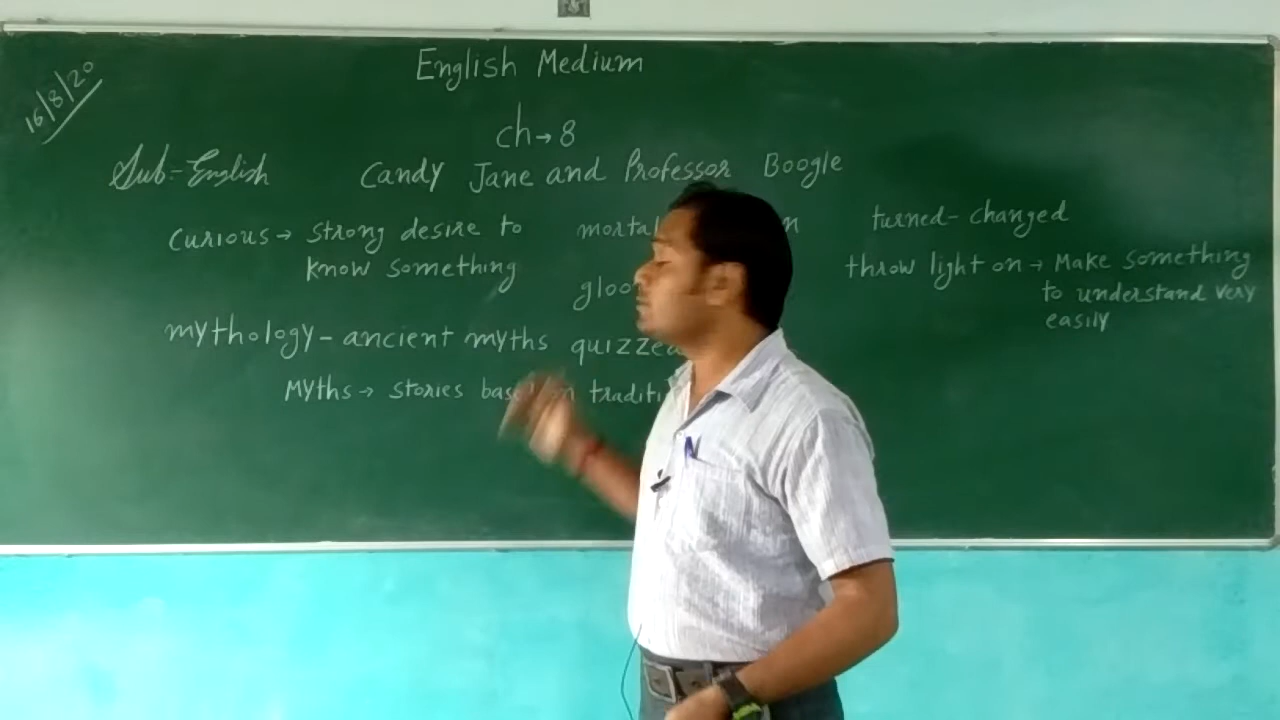 English Medium
16/8/20
ch→8
Sub:- English
Candy Jane and Professor Boogle
curious → strong desire to
know something
mythology - ancient myths
Myths → stories based on traditi
mortal
gloo
quizzed
turned - changed
throw light on → Make something
to understand very
easily